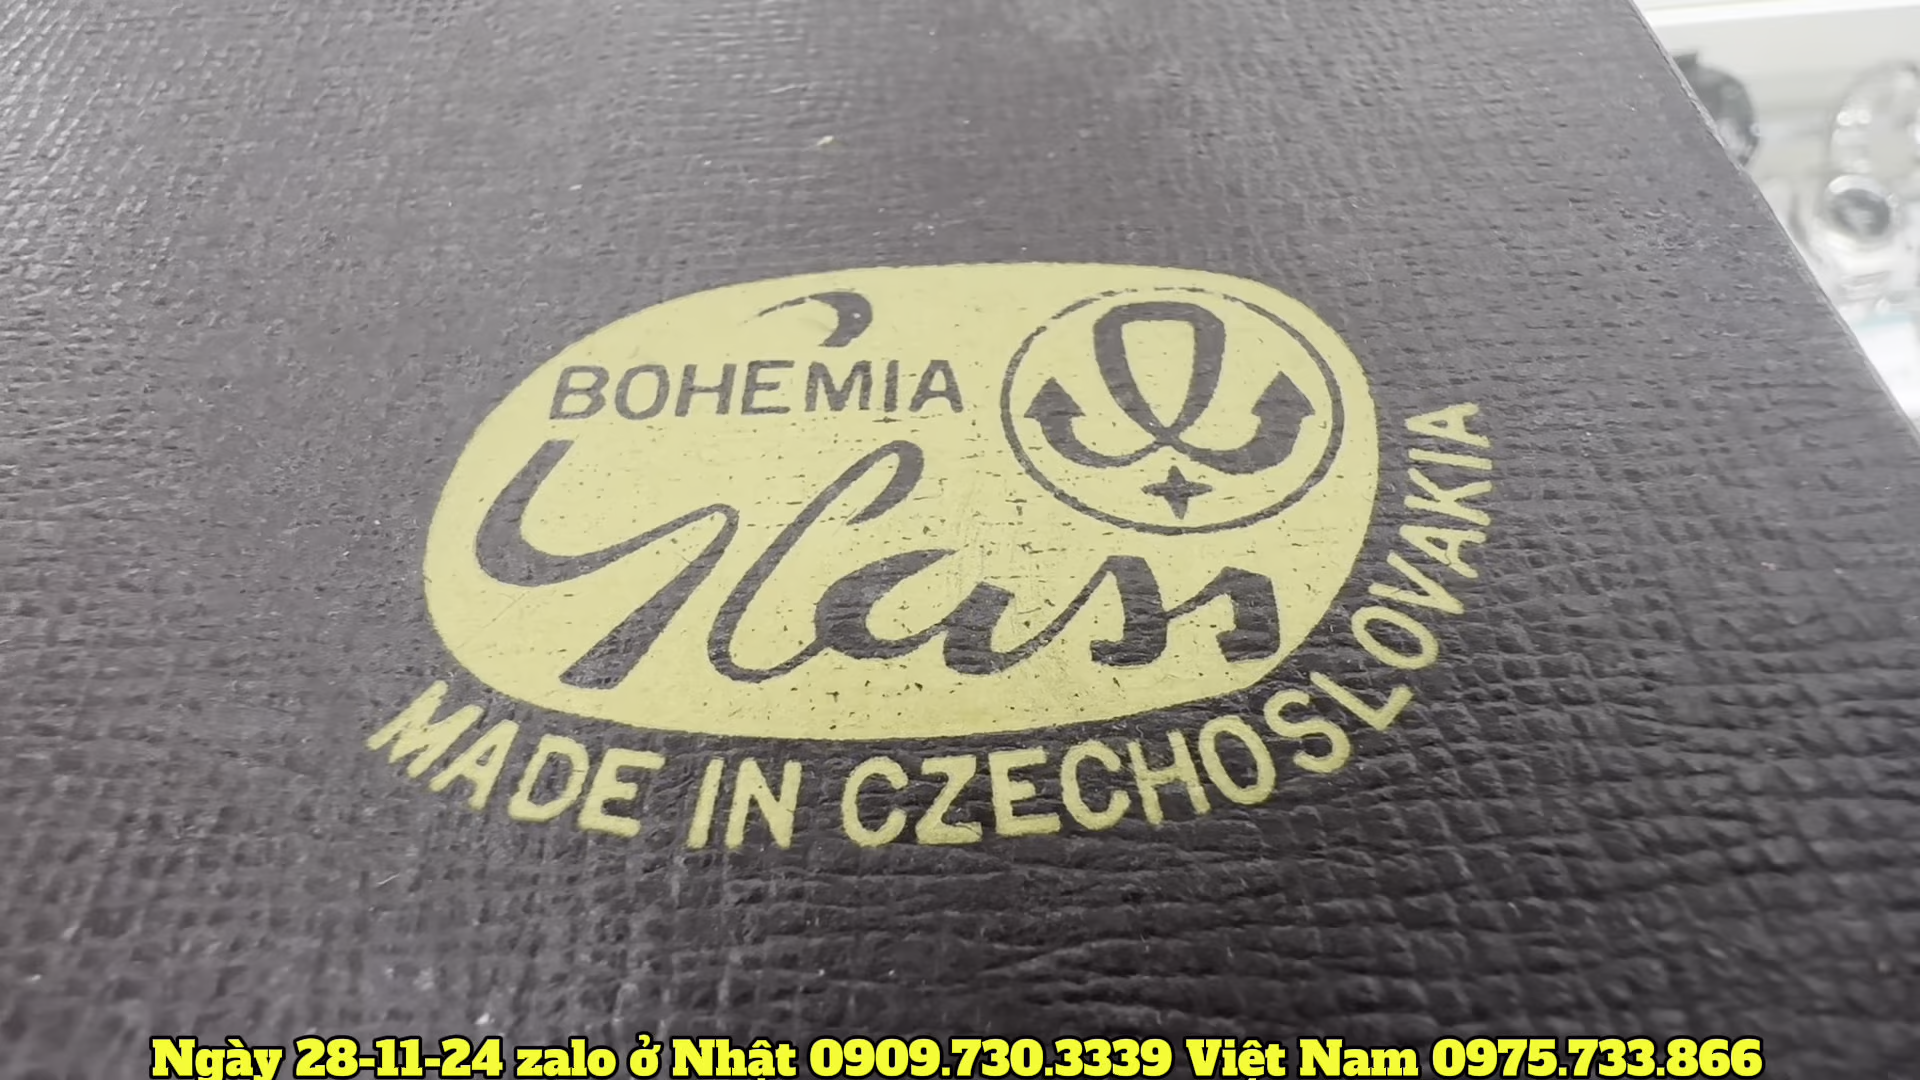 BOHEMIA
Glass
MADE IN CZECHOSLOVAKIA
Ngày 28-11-24 zalo ở Nhật 0909.730.3339 Việt Nam 0975.733.866